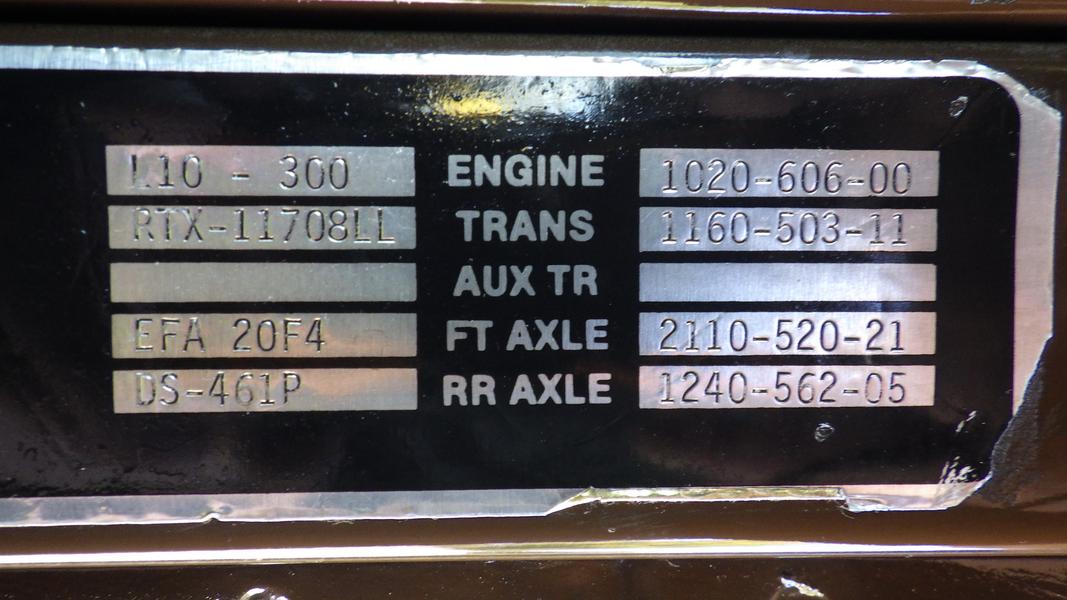 L10 - 300 ENGINE 1020-606-00
RTX-11708LL TRANS 1160-503-11
AUX TR
EFA 20F4 FT AXLE 2110-520-21
DS-461P RR AXLE 1240-562-05